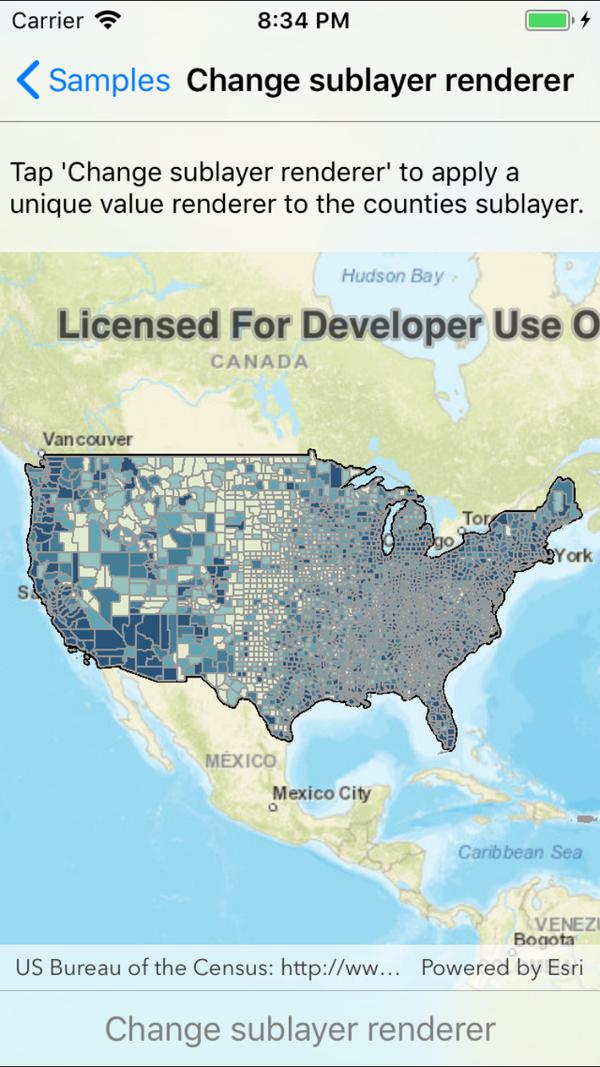 Carrier 8:34 PM
Samples Change sublayer renderer
Tap 'Change sublayer renderer' to apply a
unique value renderer to the counties sublayer.
Hudson Bay
Licensed For Developer Use O
CANADA
Vancouver
Tor
go
York
MÉXICO
Mexico City
Caribbean Sea
VENEZU
Bogota
US Bureau of the Census: http://ww... Powered by Esri
Change sublayer renderer